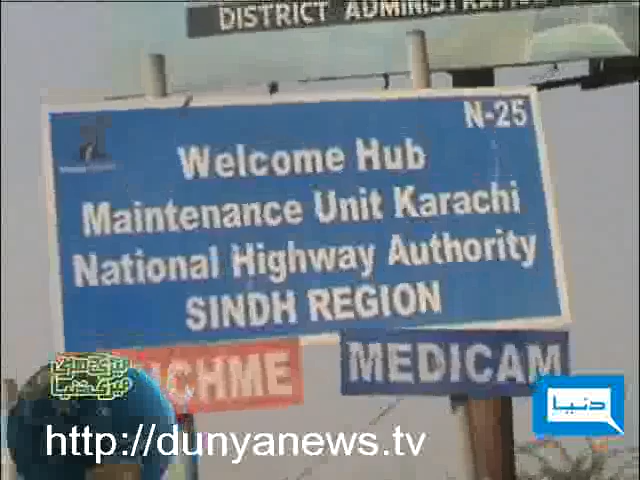 DISTRICT ADMINISTRA
N-25
Welcome Hub
Maintenance Unit Karachi
National Highway Authority
SINDH REGION
MEDICAM
دنیا
http://dunyanews.tv